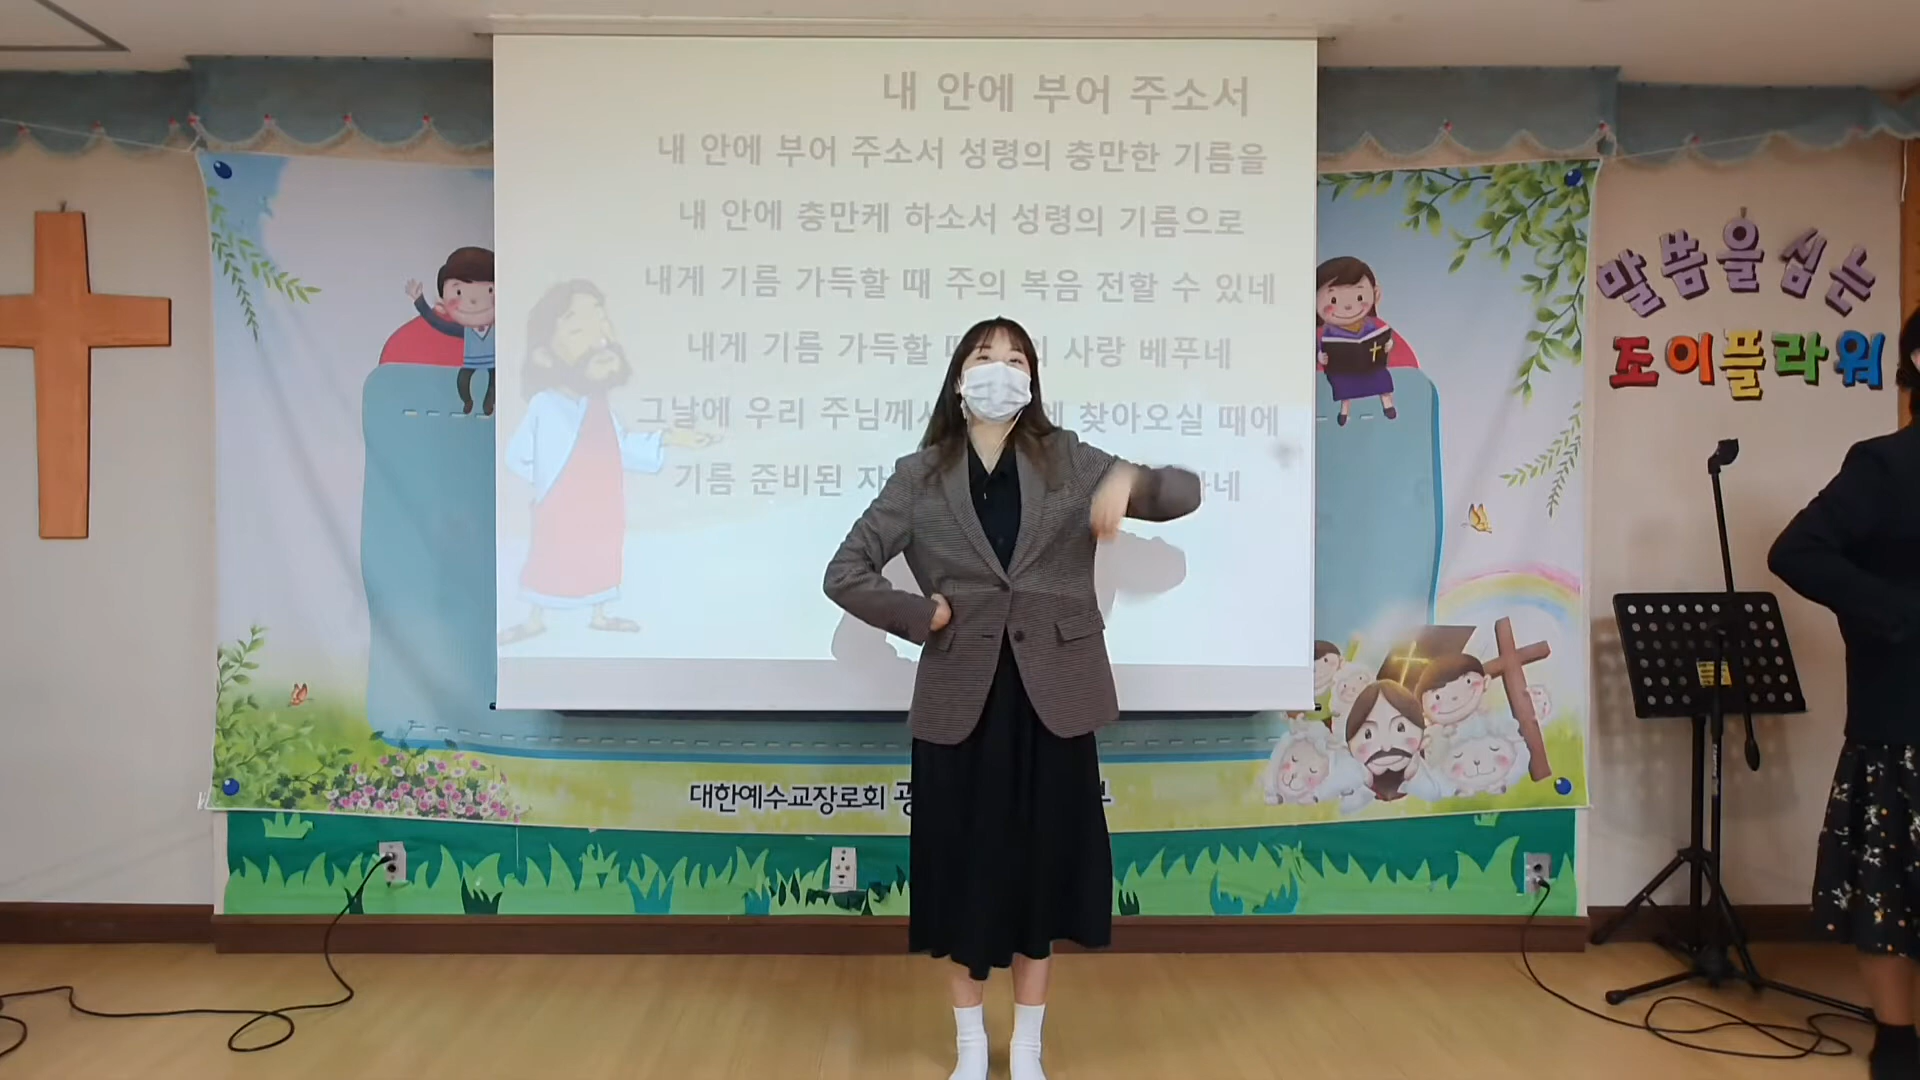 내 안에 부어 주소서
내 안에 부어 주소서 성령의 충만한 기름을
내 안에 충만케 하소서 성령의 기름으로
내게 기름 가득할 때 주의 복음 전할 수 있네
내게 기름 가득할 사랑 베푸네
그날에 우리 찾아오실 때에
기름 준비된
말씀을 심는
조이플라워
대한예수교장로회